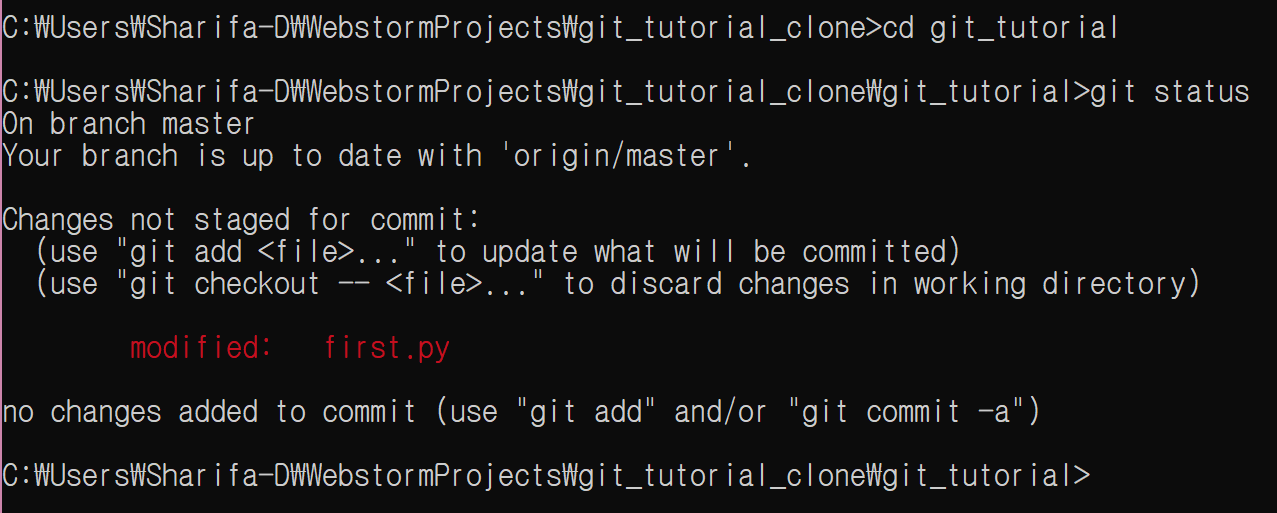 C:₩Users₩Sharifa-D₩WebstormProjects₩git_tutorial_clone>cd git_tutorial
C:₩Users₩Sharifa-D₩WebstormProjects₩git_tutorial_clone₩git_tutorial>git status
On branch master
Your branch is up to date with 'origin/master'.
Changes not staged for commit:
  (use "git add <file>..." to update what will be committed)
  (use "git checkout -- <file>..." to discard changes in working directory)
        modified:   first.py
no changes added to commit (use "git add" and/or "git commit -a")
C:₩Users₩Sharifa-D₩WebstormProjects₩git_tutorial_clone₩git_tutorial>